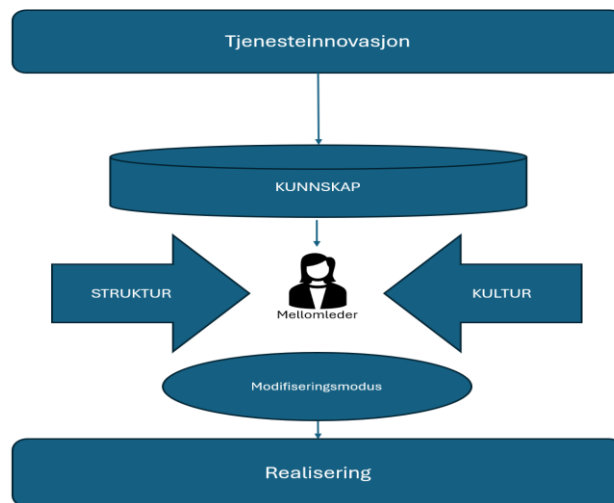 Tjenesteinnovasjon
KUNNSKAP
STRUKTUR
KULTUR
Mellomleder
Modifiseringsmodus
Realisering